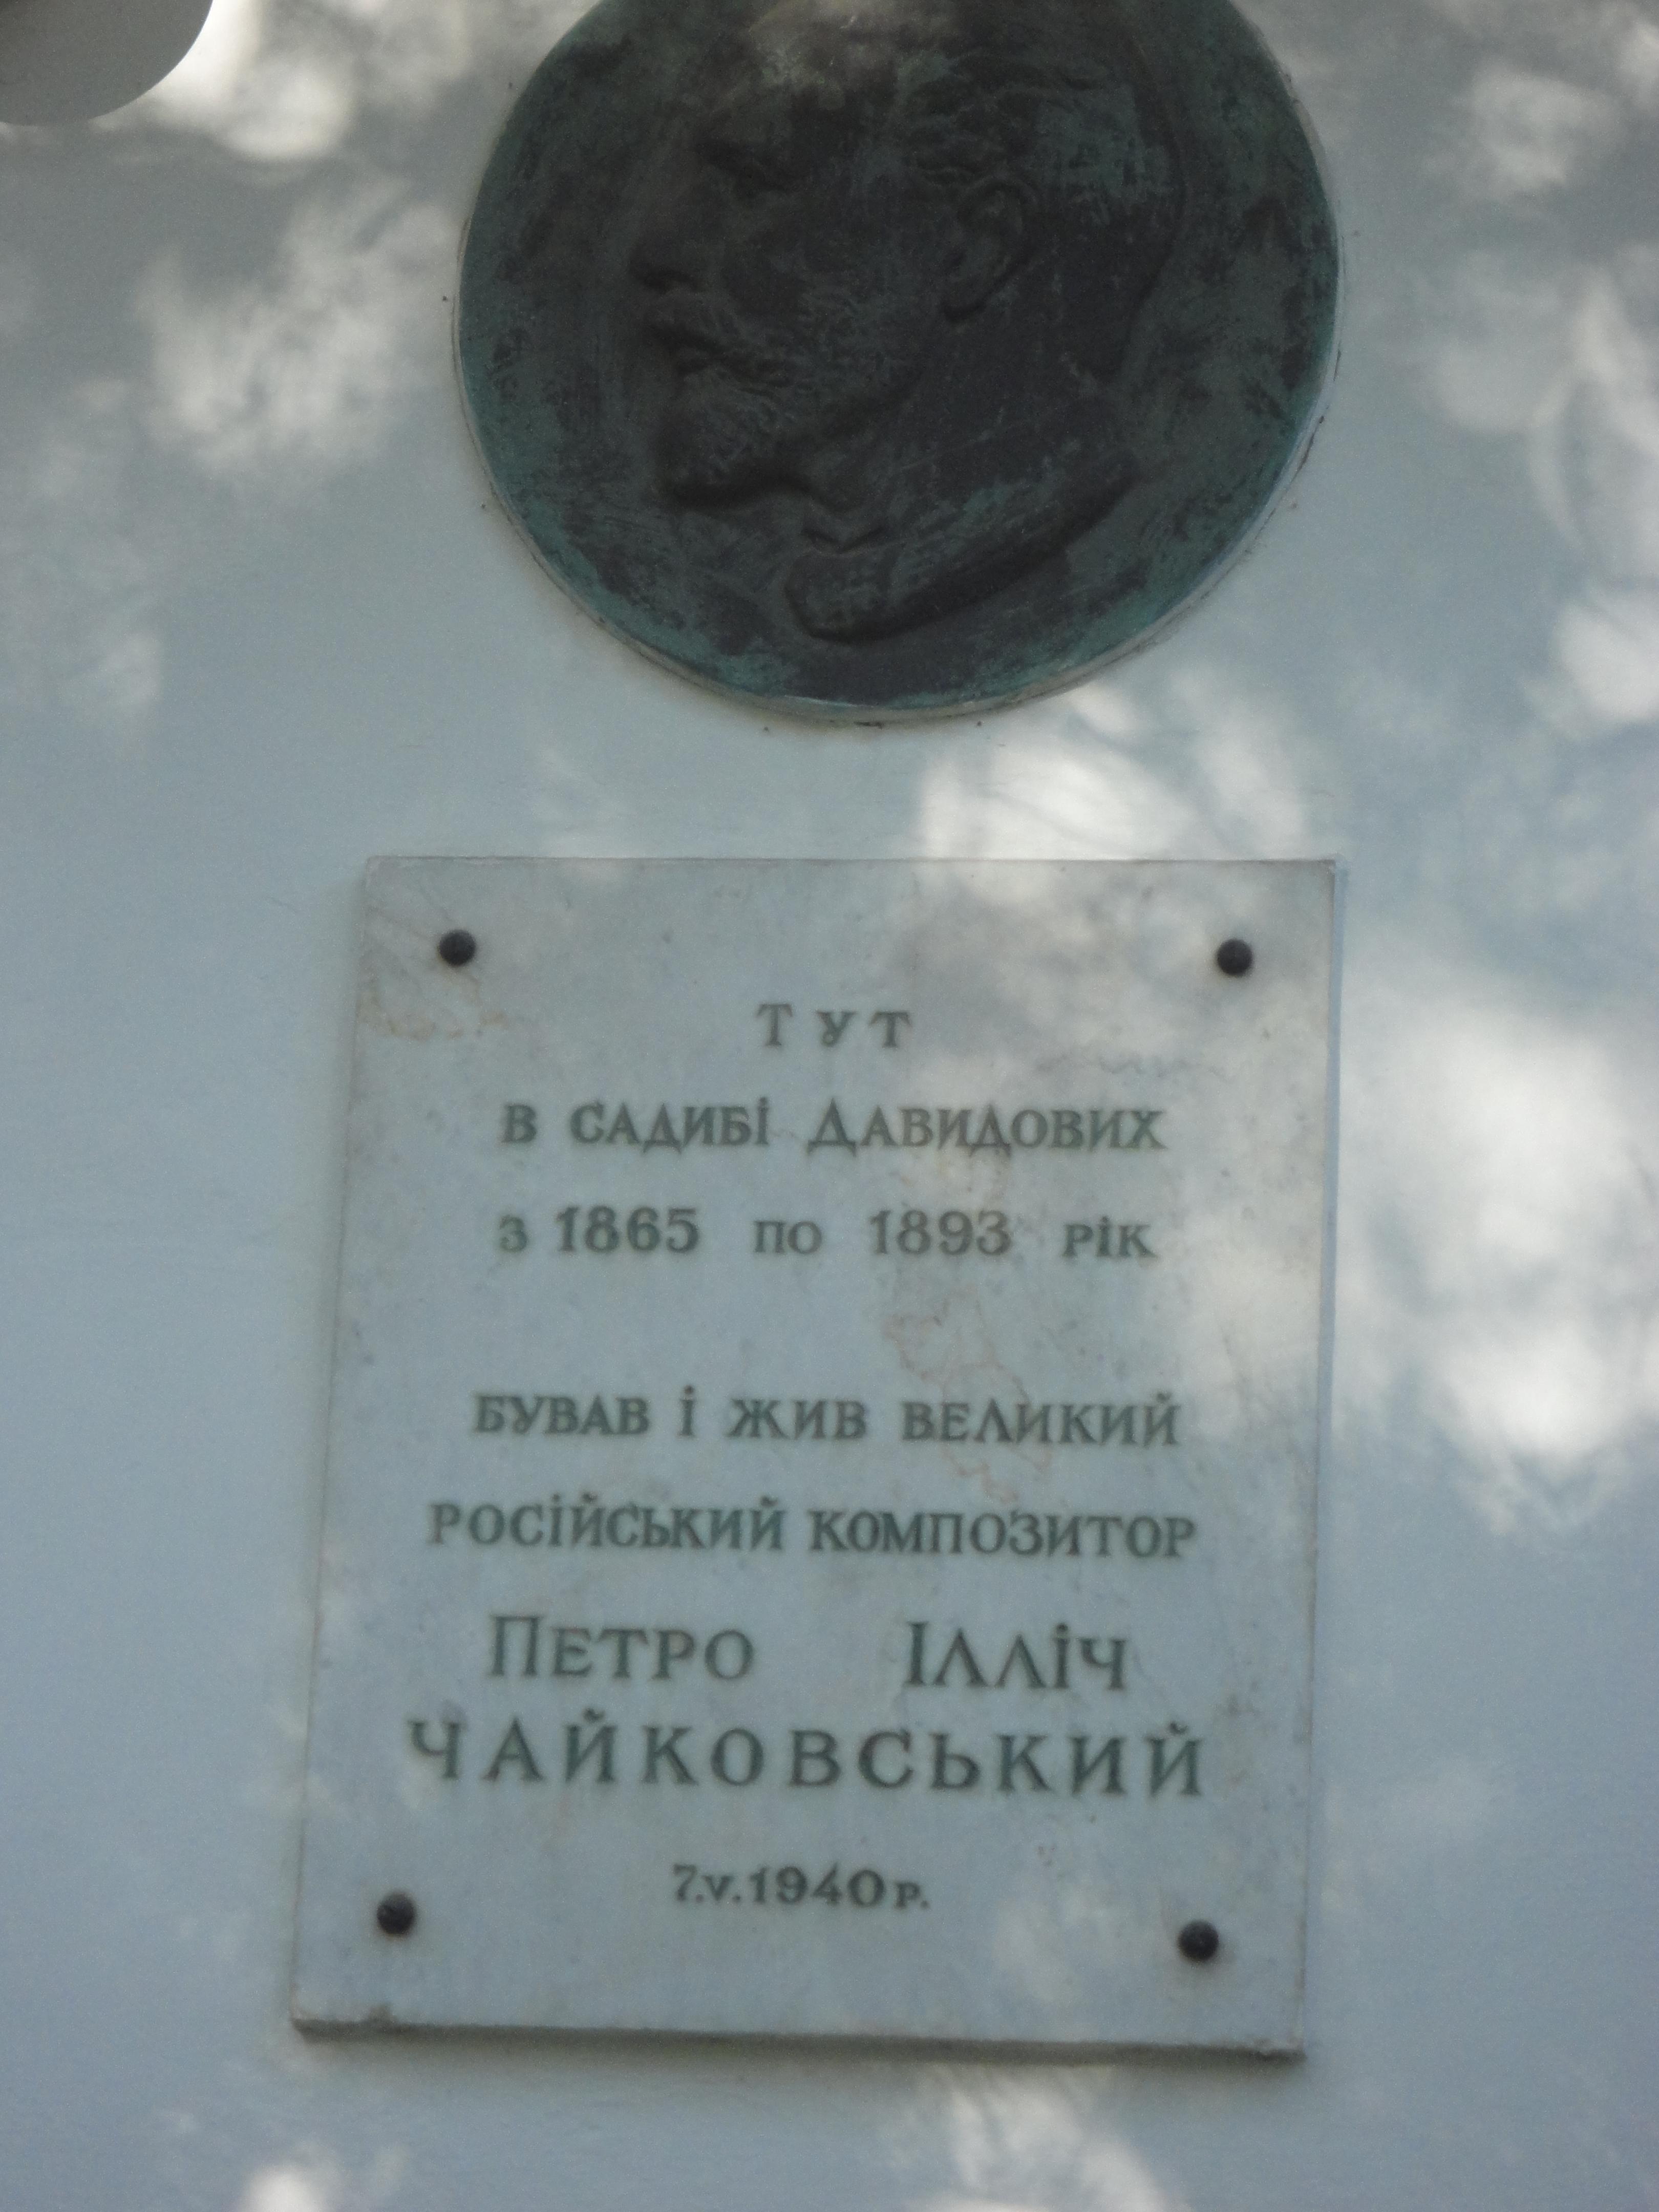 ТУТ
В САДИБІ ДАВИДОВИХ
З 1865 ПО 1893 РІК
БУВАВ І ЖИВ ВЕЛИКИЙ
РОСІЙСЬКИЙ КОМПОЗИТОР
ПЕТРО ІЛЛІЧ
ЧАЙКОВСЬКИЙ
7.V.1940 Р.